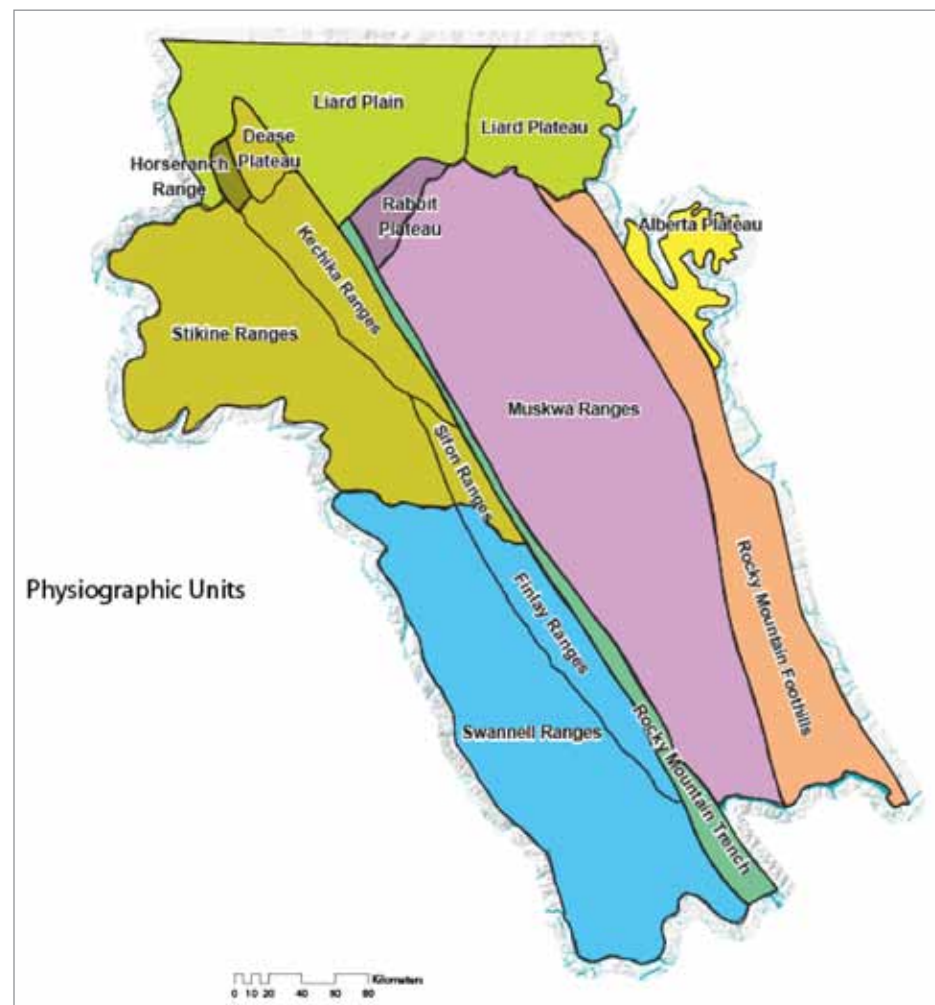 Liard Plain
Liard Plateau
Dease
Plateau
Horseranch
Range
Rabbit
Plateau
Alberta Plateau
Kechika Ranges
Stikine Ranges
Muskwa Ranges
Sifton Ranges
Physiographic Units
Finlay Ranges
Rocky Mountain Foothills
Swannell Ranges
Rocky Mountain Trench
Kilometers
0 10 20 40 60 80